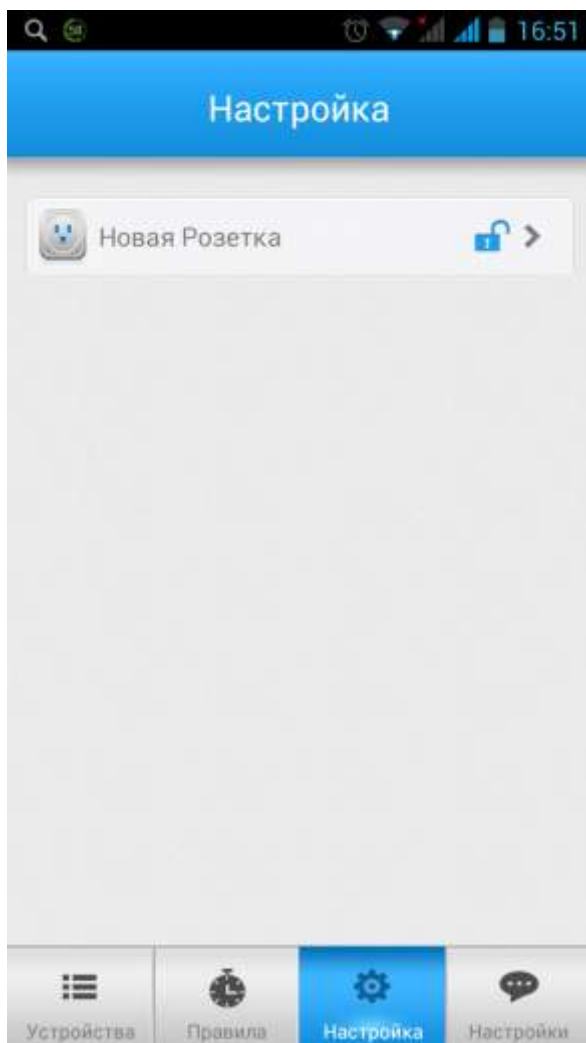 16:51
Настройка
Новая Розетка
Устройства
Правила
Настройка
Настройки